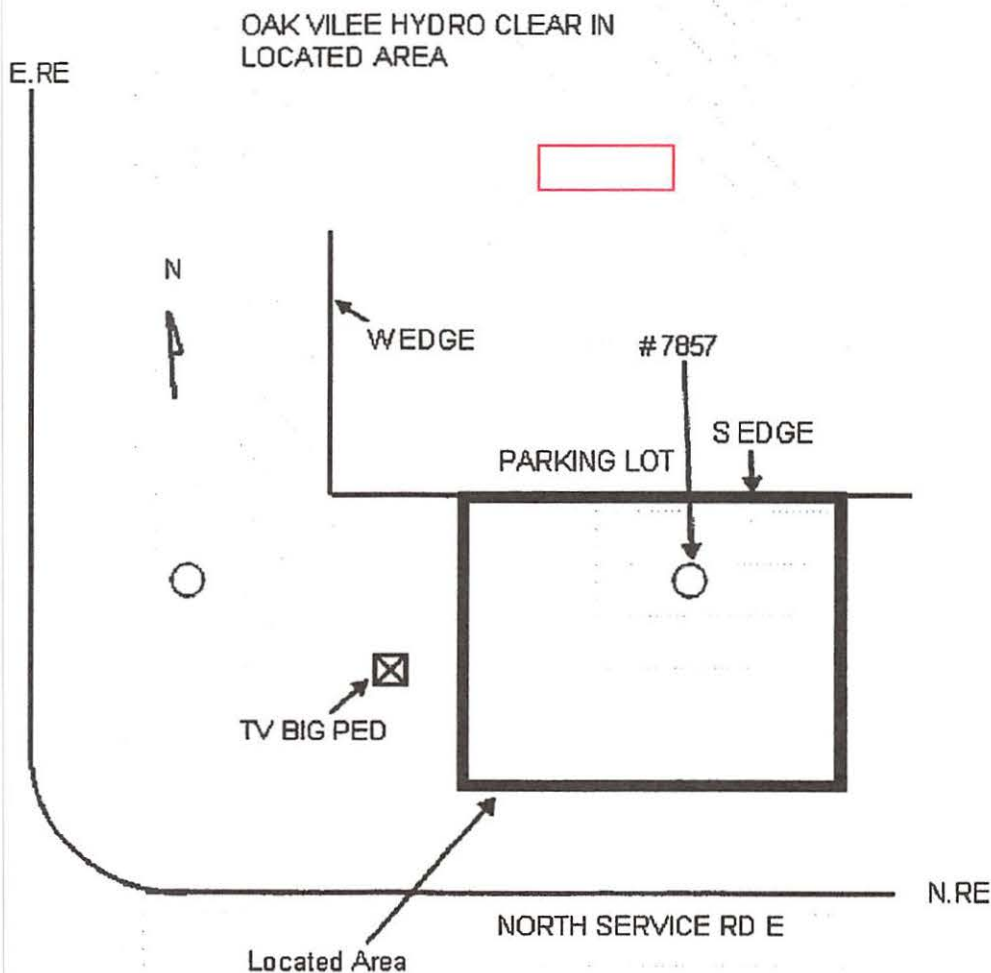 OAK VILEE HYDRO CLEAR IN
LOCATED AREA
E.RE
N
W EDGE
#7857
S EDGE
PARKING LOT
TV BIG PED
N.RE
NORTH SERVICE RD E
Located Area